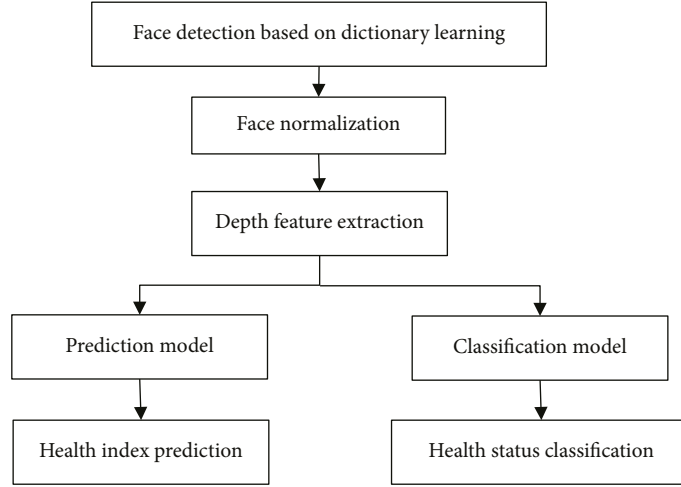 Face detection based on dictionary learning
Face normalization
Depth feature extraction
Prediction model
Classification model
Health index prediction
Health status classification